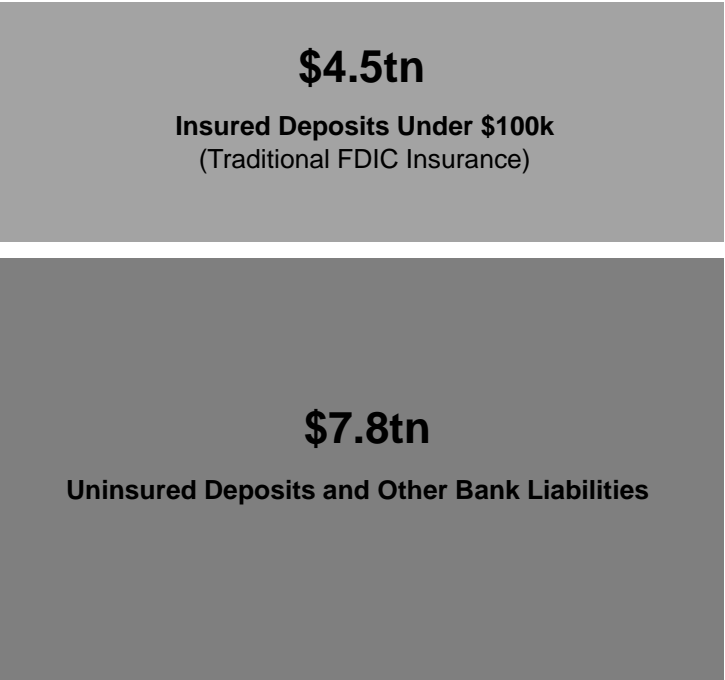 $4.5tn
Insured Deposits Under $100k
(Traditional FDIC Insurance)
$7.8tn
Uninsured Deposits and Other Bank Liabilities